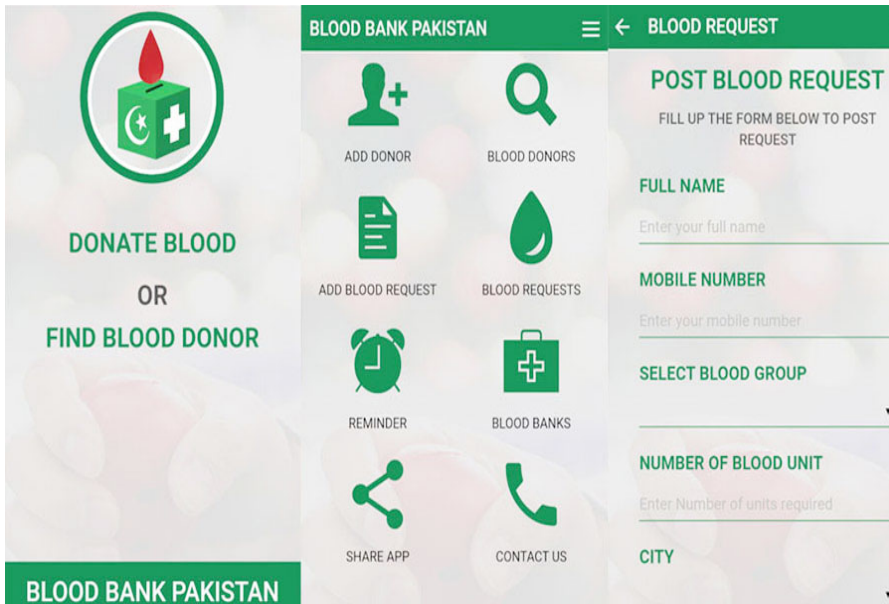 DONATE BLOOD
OR
FIND BLOOD DONOR
BLOOD BANK PAKISTAN
BLOOD BANK PAKISTAN
ADD DONOR
BLOOD DONORS
ADD BLOOD REQUEST
BLOOD REQUESTS
REMINDER
BLOOD BANKS
SHARE APP
CONTACT US
BLOOD REQUEST
POST BLOOD REQUEST
FILL UP THE FORM BELOW TO POST
REQUEST
FULL NAME
Enter your full name
MOBILE NUMBER
Enter your mobile number
SELECT BLOOD GROUP
NUMBER OF BLOOD UNIT
Enter Number of units required
CITY